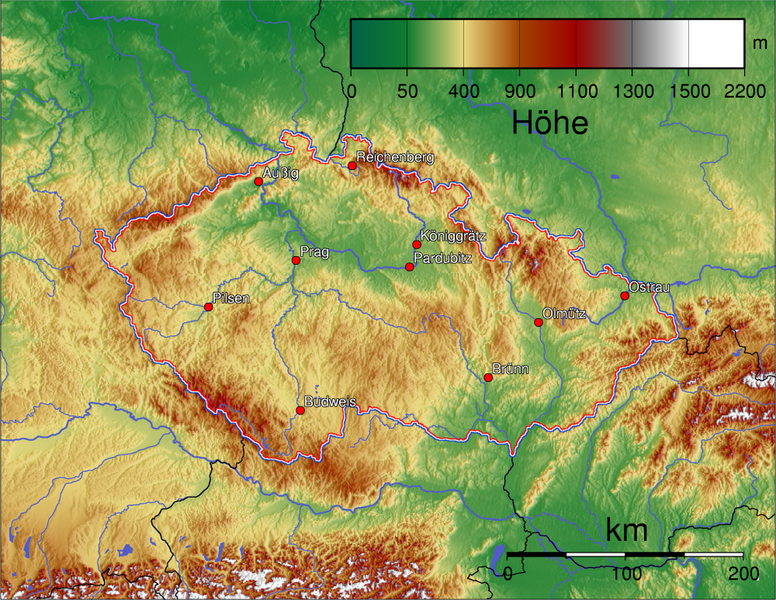 m
0 50 400 900 1100 1300 1500 2200
Höhe
Reichenberg
Außig
Königgrätz
Prag
Pardubitz
Ostrau
Pilsen
Olmütz
Brünn
Budweis
km
0 100 200